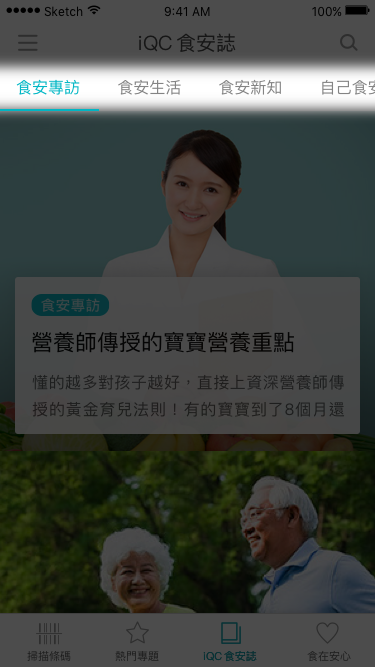 Sketch 9:41 AM 100%
iQC 食安誌
食安專訪 食安生活 食安新知 自己食安
食安專訪
營養師傳授的寶寶營養重點
懂的越多對孩子越好，直接上資深營養師傳
授的黃金育兒法則！有的寶寶到了8個月還
掃描條碼 熱門專題 iQC 食安誌 食在安心